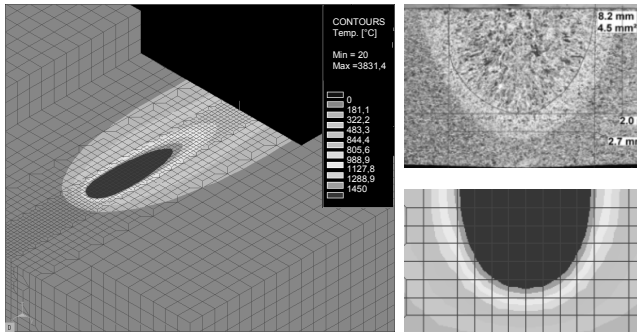 CONTOURS
Temp. [°C]
Min = 20
Max =3831,4
0
181,1
322,2
483,3
644,4
805,6
988,9
1127,8
1288,9
1450
8.2 mm
4.5 mm²
2.0
2.7 mm